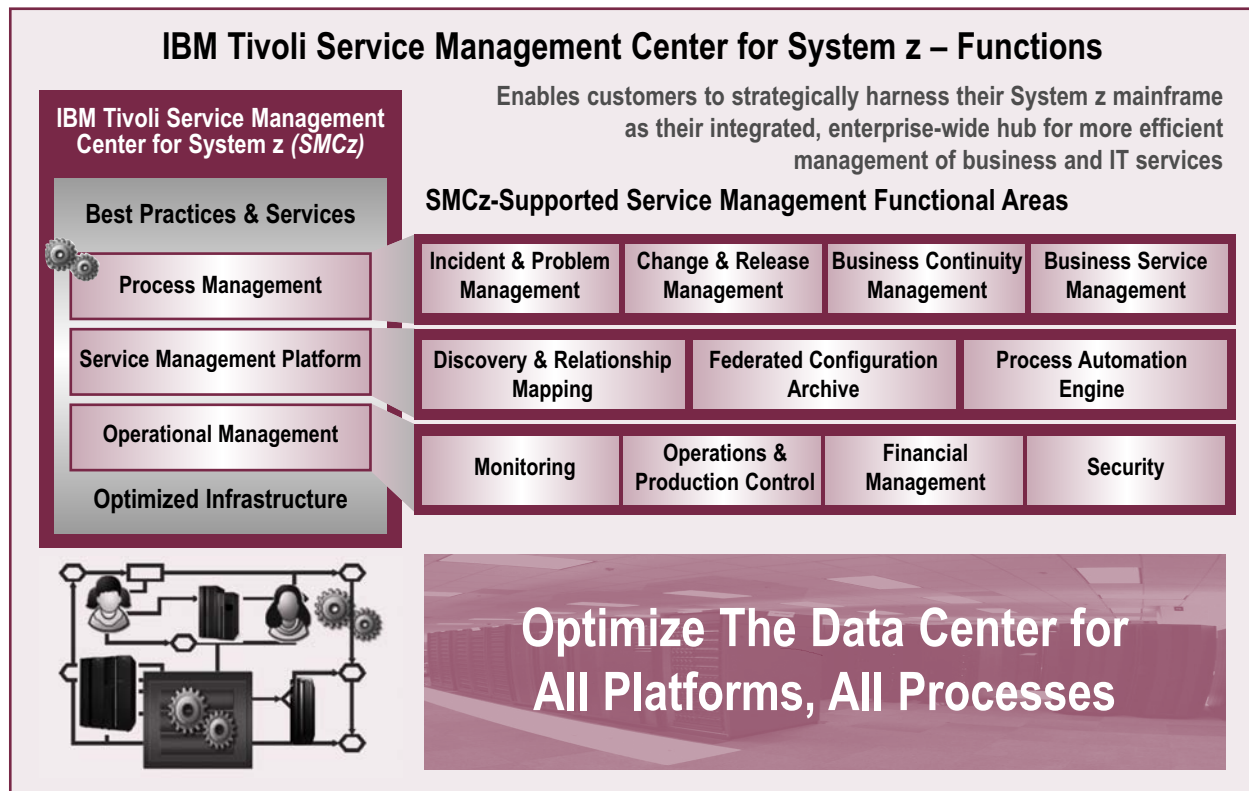 IBM Tivoli Service Management Center for System z – Functions
IBM Tivoli Service Management
Center for System z (SMCz)
Best Practices & Services
Process Management
Service Management Platform
Operational Management
Optimized Infrastructure
Enables customers to strategically harness their System z mainframe
as their integrated, enterprise-wide hub for more efficient
management of business and IT services
SMCz-Supported Service Management Functional Areas
Incident & Problem
Management
Change & Release
Management
Business Continuity
Management
Business Service
Management
Discovery & Relationship
Mapping
Federated Configuration
Archive
Process Automation
Engine
Monitoring
Operations &
Production Control
Financial
Management
Security
Optimize The Data Center for
All Platforms, All Processes